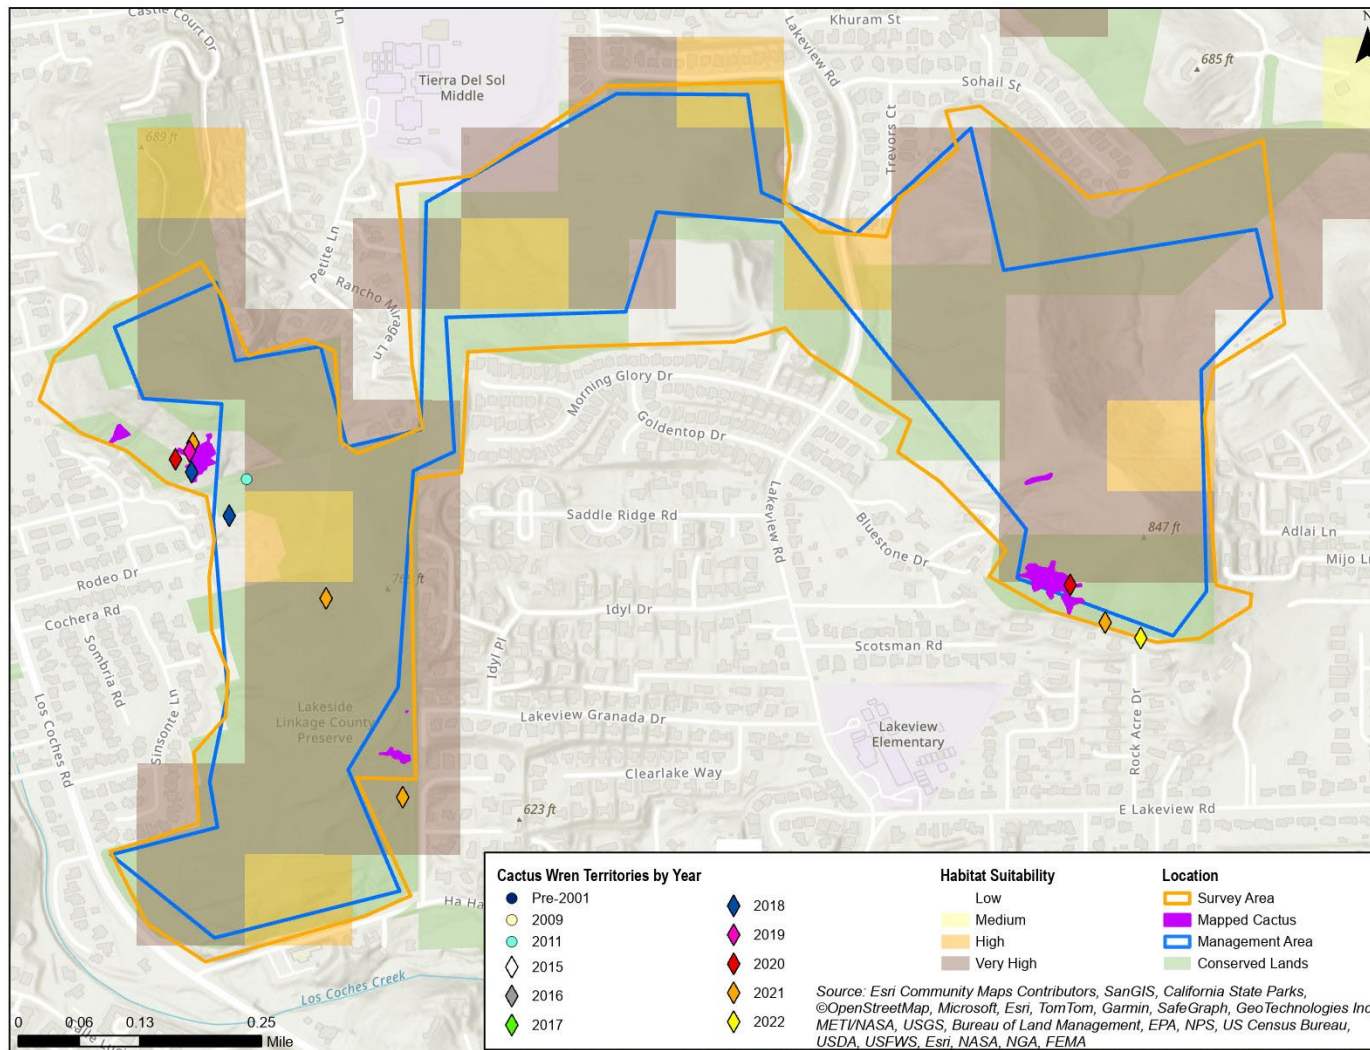 Castle Court Dr
Ln
Khuram St
Lakeview Rd
N
685 ft
Sohail St
Tierra Del Sol
Middle
Trevors Ct
689 ft
Petite Ln
Rancho Mirage Ln
Morning Glory Dr
Goldentop Dr
Lakeview Rd
Saddle Ridge Rd
Bluestone Dr
847 ft
Adlai Ln
Mijo Ln
Rodeo Dr
Cochera Rd
Sombria Rd
Idyl Dr
Idyl Pl
Scotsman Rd
Sinsonte Ln
Los Coches Rd
Lakeside
Linkage County
Preserve
Lakeview Granada Dr
Lakeview
Elementary
Rock Acre Dr
Clearlake Way
E Lakeview Rd
623 ft
Ha Ha
Los Coches Creek
0 0.06 0.13 0.25
Mile
Cactus Wren Territories by Year
Pre-2001
2009
2011
2015
2016
2017
2018
2019
2020
2021
2022
Habitat Suitability
Low
Medium
High
Very High
Location
Survey Area
Mapped Cactus
Management Area
Conserved Lands
Source: Esri Community Maps Contributors, SanGIS, California State Parks,
©OpenStreetMap, Microsoft, Esri, TomTom, Garmin, SafeGraph, GeoTechnologies Inc
METI/NASA, USGS, Bureau of Land Management, EPA, NPS, US Census Bureau,
USDA, USFWS, Esri, NASA, NGA, FEMA